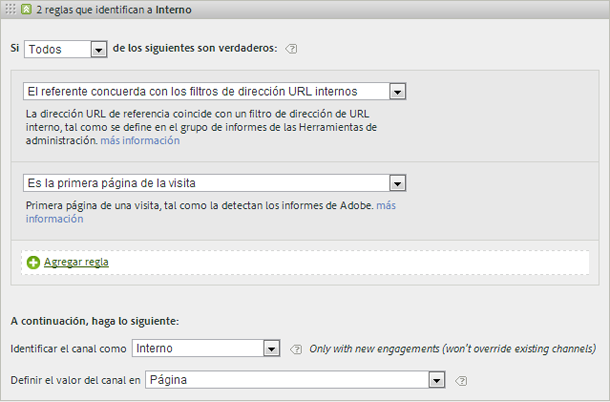 2 reglas que identifican a Interno
Si Todos de los siguientes son verdaderos: ?
El referente concuerda con los filtros de dirección URL internos
La dirección URL de referencia coincide con un filtro de dirección de URL
interno, tal como se define en el grupo de informes de las Herramientas de
administración. más información
Es la primera página de la visita
Primera página de una visita, tal como la detectan los informes de Adobe. más
información
Agregar regla
A continuación, haga lo siguiente:
Identificar el canal como Interno ? Only with new engagements (won't override existing channels)
Definir el valor del canal en Página ?